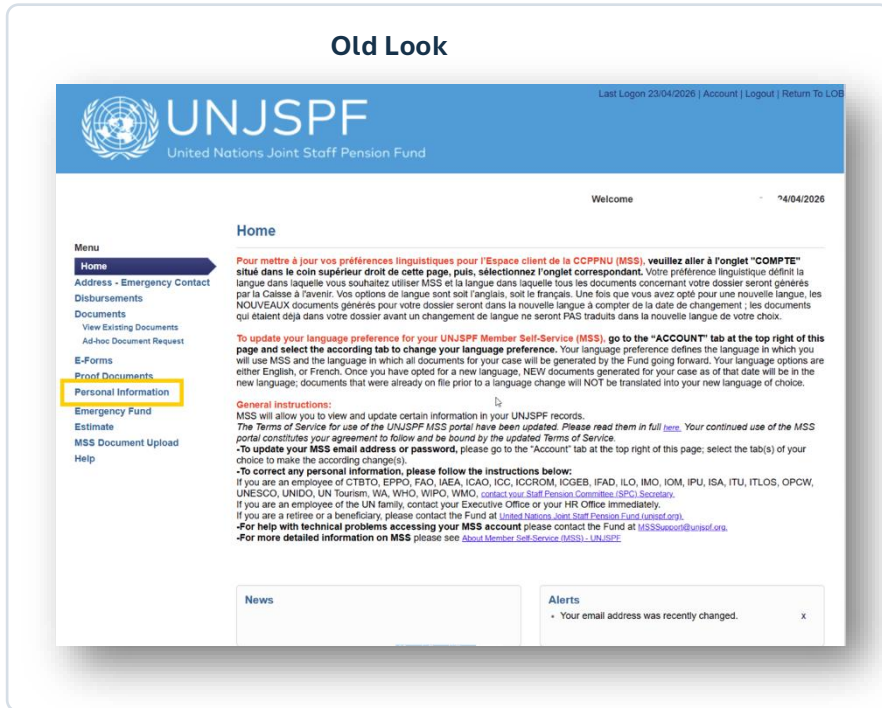 Old Look
Last Logon 23/04/2026 | Account | Logout | Return To LOB
UNJSPF
United Nations Joint Staff Pension Fund
Welcome
24/04/2026
Home
Menu
Home
Address - Emergency Contact
Disbursements
Documents
View Existing Documents
Ad-hoc Document Request
E-Forms
Proof Documents
Personal Information
Emergency Fund
Estimate
MSS Document Upload
Help
Pour mettre à jour vos préférences linguistiques pour l'Espace client de la CCPPNU (MSS), veuillez aller à l'onglet "COMPTE"
situé dans le coin supérieur droit de cette page, puis, sélectionnez l'onglet correspondant. Votre préférence linguistique définit la
langue dans laquelle vous souhaitez utiliser MSS et la langue dans laquelle tous les documents concernant votre dossier seront générés
par la Caisse à l'avenir. Vos options de langue sont soit l'anglais, soit le français. Une fois que vous avez opté pour une nouvelle langue, les
NOUVEAUX documents générés pour votre dossier seront dans la nouvelle langue à compter de la date de changement ; les documents
qui étaient déjà dans votre dossier avant un changement de langue ne seront PAS traduits dans la nouvelle langue de votre choix.
To update your language preference for your UNJSPF Member Self-Service (MSS), go to the “ACCOUNT” tab at the top right of this
page and select the according tab to change your language preference. Your language preference defines the language in which you
will use MSS and the language in which all documents for your case will be generated by the Fund going forward. Your language options are
either English, or French. Once you have opted for a new language, NEW documents generated for your case as of that date will be in the
new language; documents that were already on file prior to a language change will NOT be translated into your new language of choice.
General instructions:
MSS will allow you to view and update certain information in your UNJSPF records.
The Terms of Service for use of the UNJSPF MSS portal have been updated. Please read them in full here. Your continued use of the MSS
portal constitutes your agreement to follow and be bound by the updated Terms of Service.
-To update your MSS email address or password, please go to the "Account" tab at the top right of this page; select the tab(s) of your
choice to make the according change(s).
-To correct any personal information, please follow the instructions below:
If you are an employee of CTBTO, EPPO, FAO, IAEA, ICAO, ICC, ICCROM, ICGEB, IFAD, ILO, IMO, IOM, IPU, ISA, ITU, ITLOS, OPCW,
UNESCO, UNIDO, UN Tourism, WA, WHO, WIPO, WMO, contact your Staff Pension Committee (SPC) Secretary.
If you are an employee of the UN family, contact your Executive Office or your HR Office immediately.
If you are a retiree or a beneficiary, please contact the Fund at United Nations Joint Staff Pension Fund (unjspf.org).
-For help with technical problems accessing your MSS account please contact the Fund at MSSSupport@unjspf.org.
-For more detailed information on MSS please see About Member Self-Service (MSS) - UNJSPF
News
Alerts
• Your email address was recently changed. x